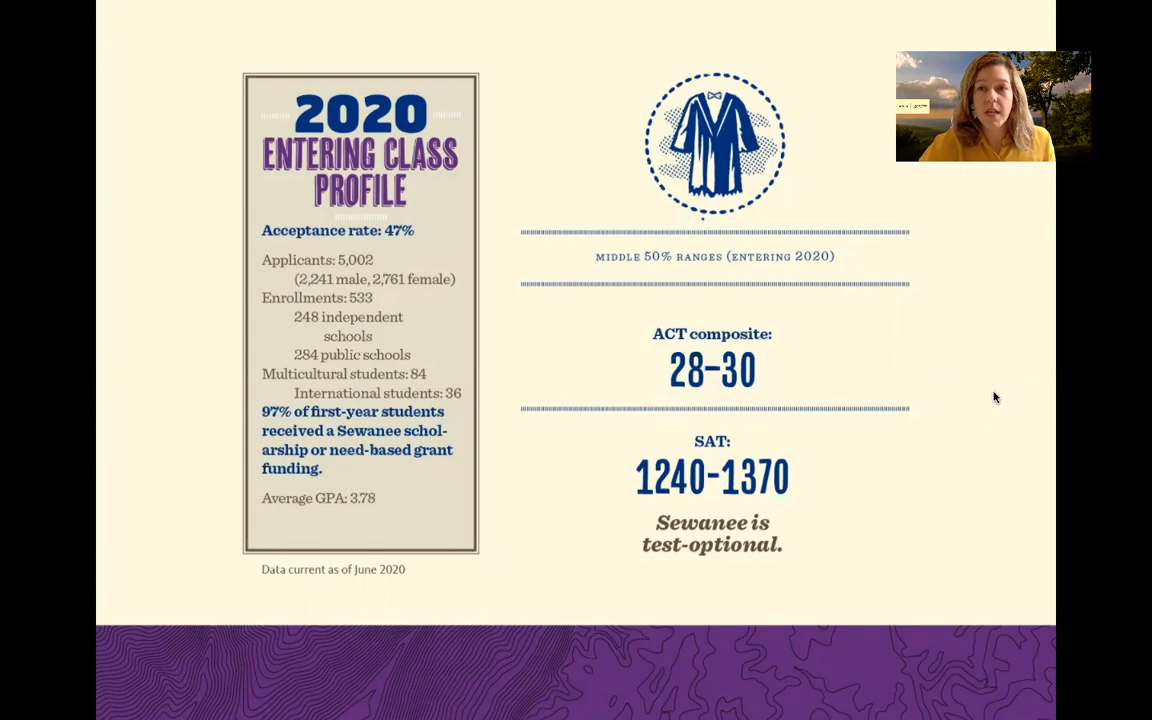 2020
ENTERING CLASS
PROFILE
Acceptance rate: 47%
Applicants: 5,002
(2,241 male, 2,761 female)
Enrollments: 533
248 independent
schools
284 public schools
Multicultural students: 84
International students: 36
97% of first-year students
received a Sewanee schol-
arship or need-based grant
funding.
Average GPA: 3.78
Data current as of June 2020
MIDDLE 50% RANGES (ENTERING 2020)
ACT composite:
28–30
SAT:
1240–1370
Sewanee is
test-optional.